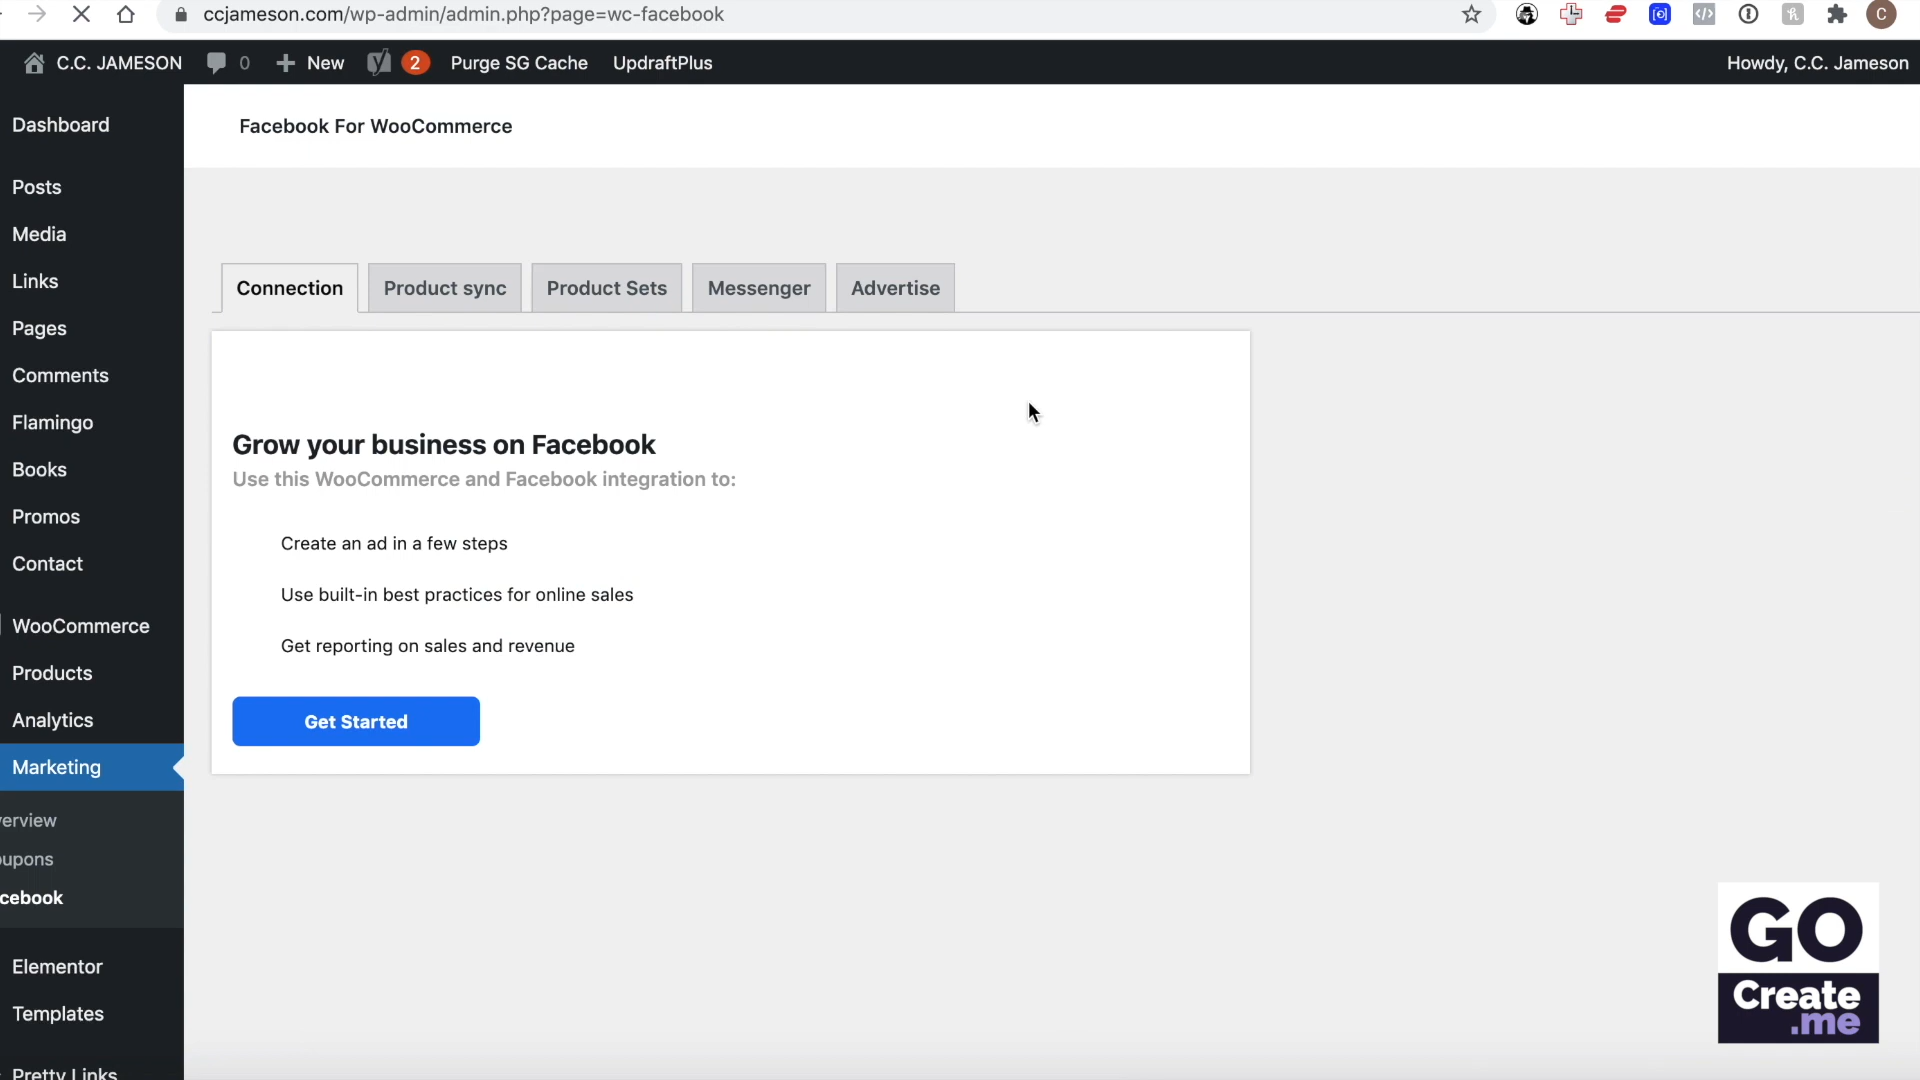 ccjameson.com/wp-admin/admin.php?page=wc-facebook
C
C.C. JAMESON 0 New 2 Purge SG Cache UpdraftPlus Howdy, C.C. Jameson
Facebook For WooCommerce
Dashboard
Posts
Media
Links
Pages
Comments
Flamingo
Books
Promos
Contact
WooCommerce
Products
Analytics
Marketing
verview
oupons
cebook
Elementor
Templates
Pretty Links
Connection Product sync Product Sets Messenger Advertise
Grow your business on Facebook
Use this WooCommerce and Facebook integration to:
Create an ad in a few steps
Use built-in best practices for online sales
Get reporting on sales and revenue
Get Started
GO
Create
.me